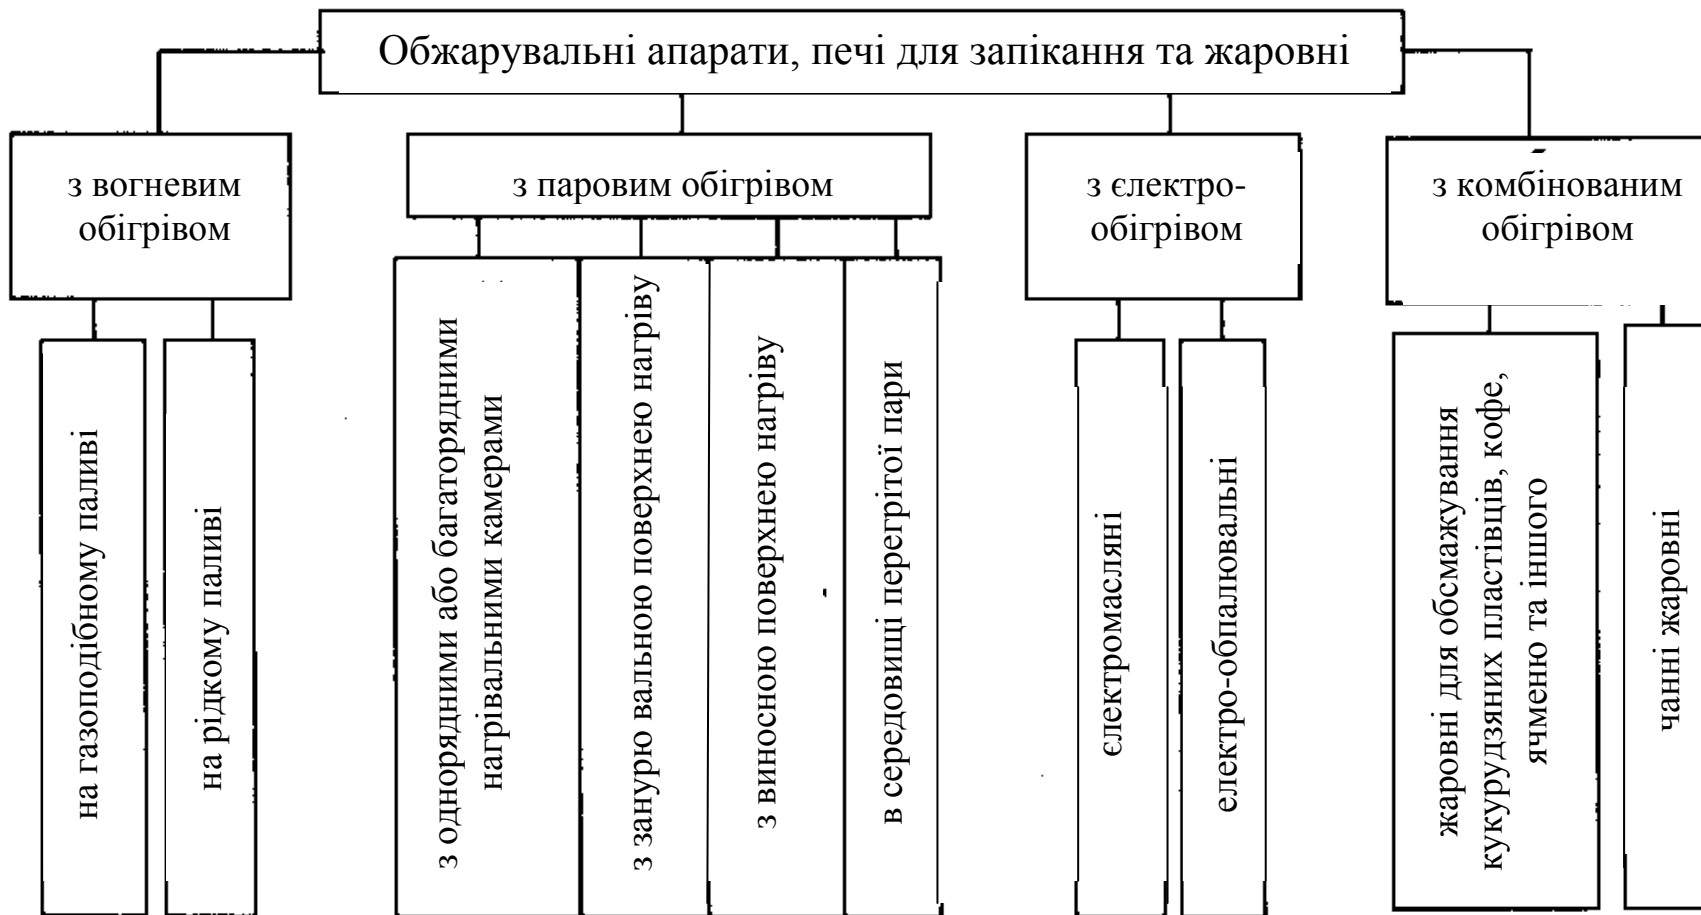 Обжарувальні апарати, печі для запікання та жаровні
з вогневим
обігрівом
з паровим обігрівом
з єлектро-
обігрівом
з комбінованим
обігрівом
на газоподібному паливі
на рідкому паливі
з однорядними або багаторядними
нагрівальними камерами
з занурю вальною поверхнею нагріву
з виносною поверхнею нагріву
в середовищі перегрітої пари
єлектромасляні
електро-обпалювальні
жаровні для обсмажування
кукурудзяних пластівців, кофе,
ячменю та іншого
чанні жаровні